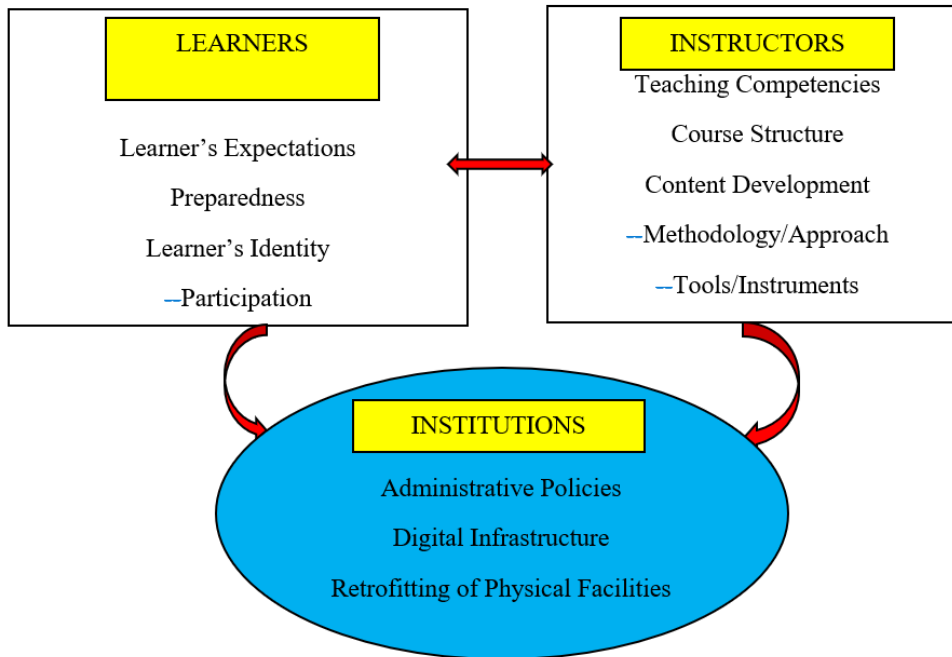 LEARNERS
Learner’s Expectations
Preparedness
Learner’s Identity
--Participation
INSTRUCTORS
Teaching Competencies
Course Structure
Content Development
--Methodology/Approach
--Tools/Instruments
INSTITUTIONS
Administrative Policies
Digital Infrastructure
Retrofitting of Physical Facilities